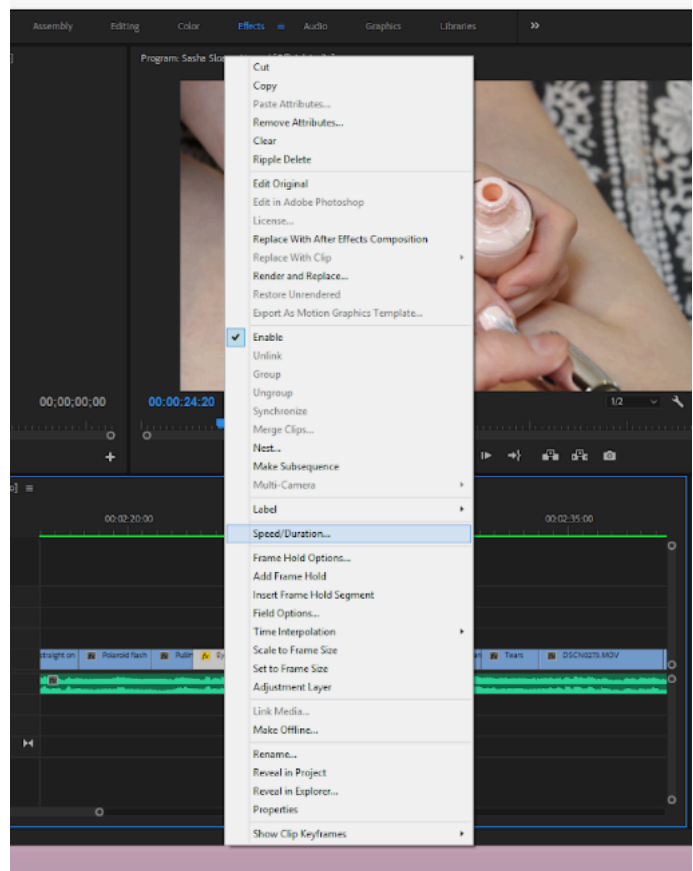 Assembly Editing Color Effects Audio Graphics Libraries
Program: Sasha
Cut
Copy
Paste Attributes...
Remove Attributes...
Clear
Ripple Delete
Edit Original
Edit in Adobe Photoshop
License...
Replace With After Effects Composition
Replace With Clip
Render and Replace...
Restore Unrendered
Export As Motion Graphics Template...
Enable
Unlink
Group
Ungroup
Synchronize
Merge Clips...
Nest...
Make Subsequence
Multi-Camera
Label
Speed/Duration...
Frame Hold Options...
Add Frame Hold
Insert Frame Hold Segment
Field Options...
Time Interpolation
Scale to Frame Size
Set to Frame Size
Adjustment Layer
Link Media...
Make Offline...
Rename...
Reveal in Project
Reveal in Explorer...
Properties
Show Clip Keyframes
00;00;00;00 00:00:24:20 1/2
00:02:20:00 00:02:35:00
straight on Polaroid flash Tears DSCN0275.MOV